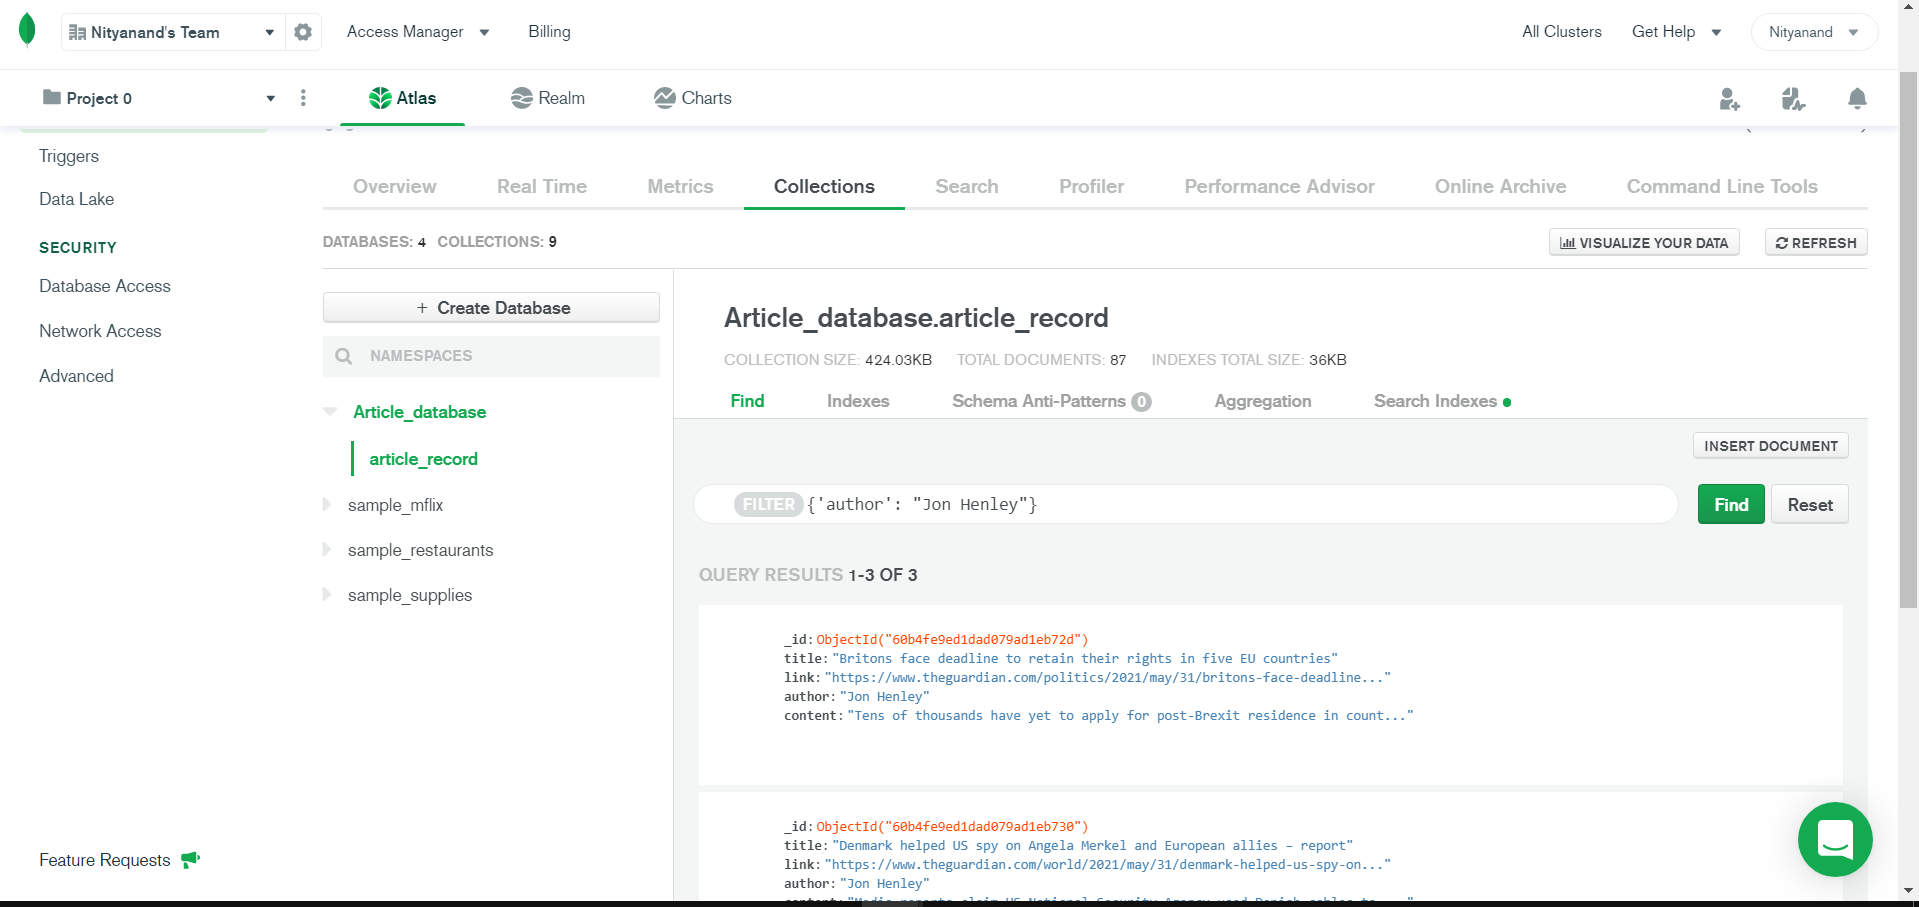 Nityanand's Team
Access Manager
Billing
All Clusters
Get Help
Nityanand
Project 0
Atlas
Realm
Charts
Triggers
Data Lake
SECURITY
Database Access
Network Access
Advanced
Feature Requests
Overview
Real Time
Metrics
Collections
Search
Profiler
Performance Advisor
Online Archive
Command Line Tools
DATABASES: 4 COLLECTIONS: 9
VISUALIZE YOUR DATA
REFRESH
+ Create Database
NAMESPACES
Article_database
article_record
sample_mflix
sample_restaurants
sample_supplies
Article_database.article_record
COLLECTION SIZE: 424.03KB TOTAL DOCUMENTS: 87 INDEXES TOTAL SIZE: 36KB
Find
Indexes
Schema Anti-Patterns 0
Aggregation
Search Indexes
INSERT DOCUMENT
FILTER {'author': "Jon Henley"}
Find
Reset
QUERY RESULTS 1-3 OF 3
_id: ObjectId("60b4fe9ed1dad079ad1eb72d")
title: "Britons face deadline to retain their rights in five EU countries"
link: "https://www.theguardian.com/politics/2021/may/31/britons-face-deadline..."
author: "Jon Henley"
content: "Tens of thousands have yet to apply for post-Brexit residence in count..."
_id: ObjectId("60b4fe9ed1dad079ad1eb730")
title: "Denmark helped US spy on Angela Merkel and European allies – report"
link: "https://www.theguardian.com/world/2021/may/31/denmark-helped-us-spy-on..."
author: "Jon Henley"